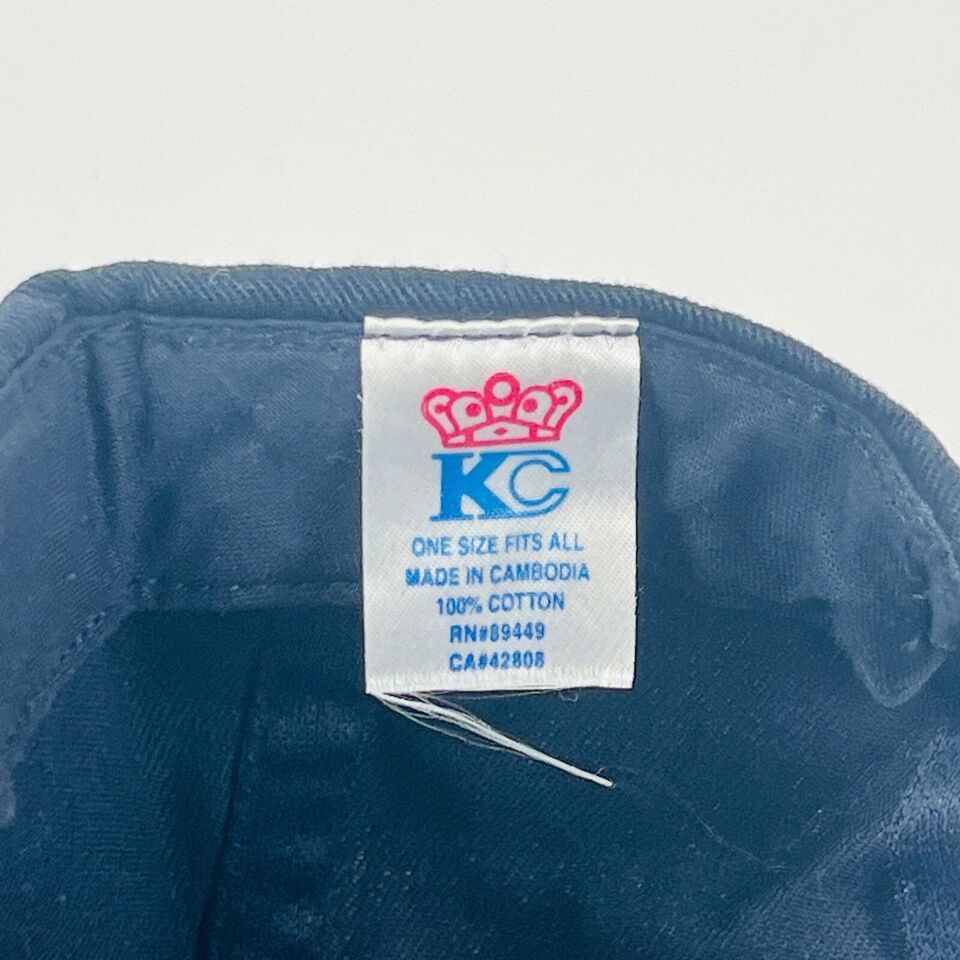 KC
ONE SIZE FITS ALL
MADE IN CAMBODIA
100% COTTON
RN#89449
CA#42808